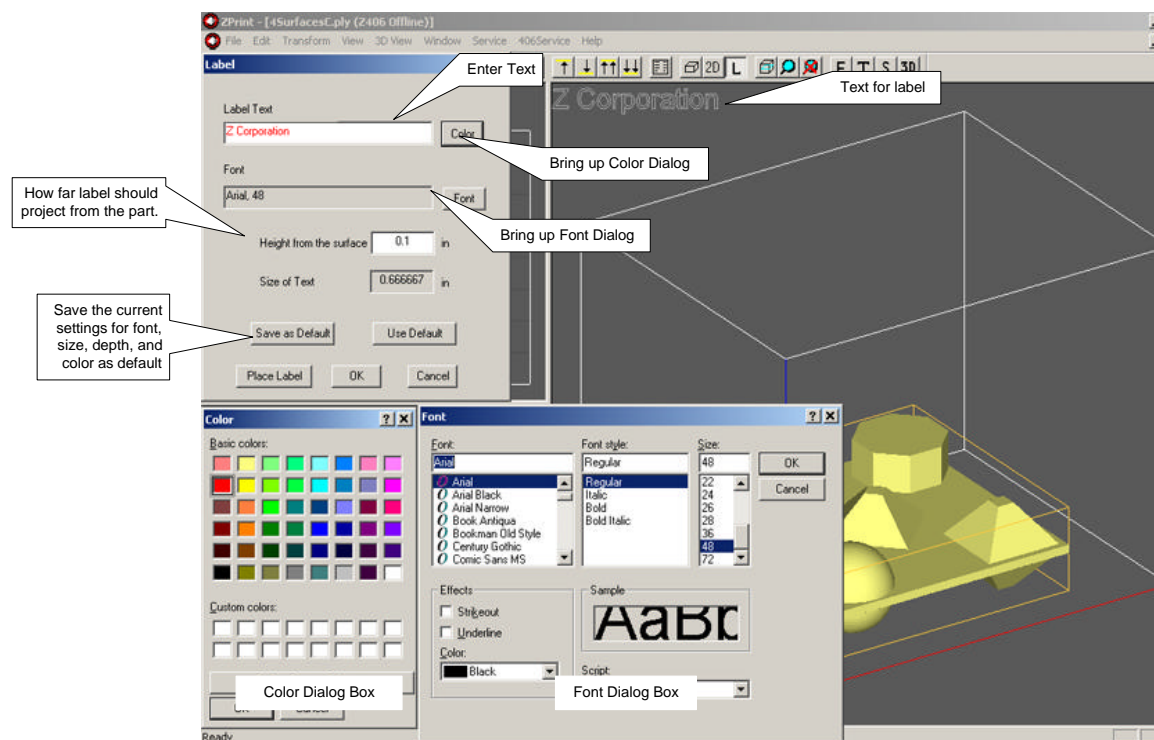 ZPrint - [4SurfacesC.ply (Z406 Offline)]
File Edit Transform View 3D View Window Service 406Service Help
Label
Enter Text
2D L F T S 3D
Z Corporation
Text for label
Label Text
Z Corporation
Color
Bring up Color Dialog
Font
Arial, 48
Font
How far label should
project from the part.
Bring up Font Dialog
Height from the surface 0.1 in
Size of Text 0.666667 in
Save the current
settings for font,
size, depth, and
color as default
Save as Default Use Default
Place Label OK Cancel
Color
Basic colors:
Custom colors:
Color Dialog Box
OK Cancel
Font
Font:
Arial
Arial
Arial Black
Arial Narrow
Book Antiqua
Bookman Old Style
Century Gothic
Comic Sans MS
Font style:
Regular
Regular
Italic
Bold
Bold Italic
Size:
48
22
24
26
28
36
48
72
OK
Cancel
Effects
Strikeout
Underline
Color:
Black
Sample
AaBb
Script:
Font Dialog Box
Ready